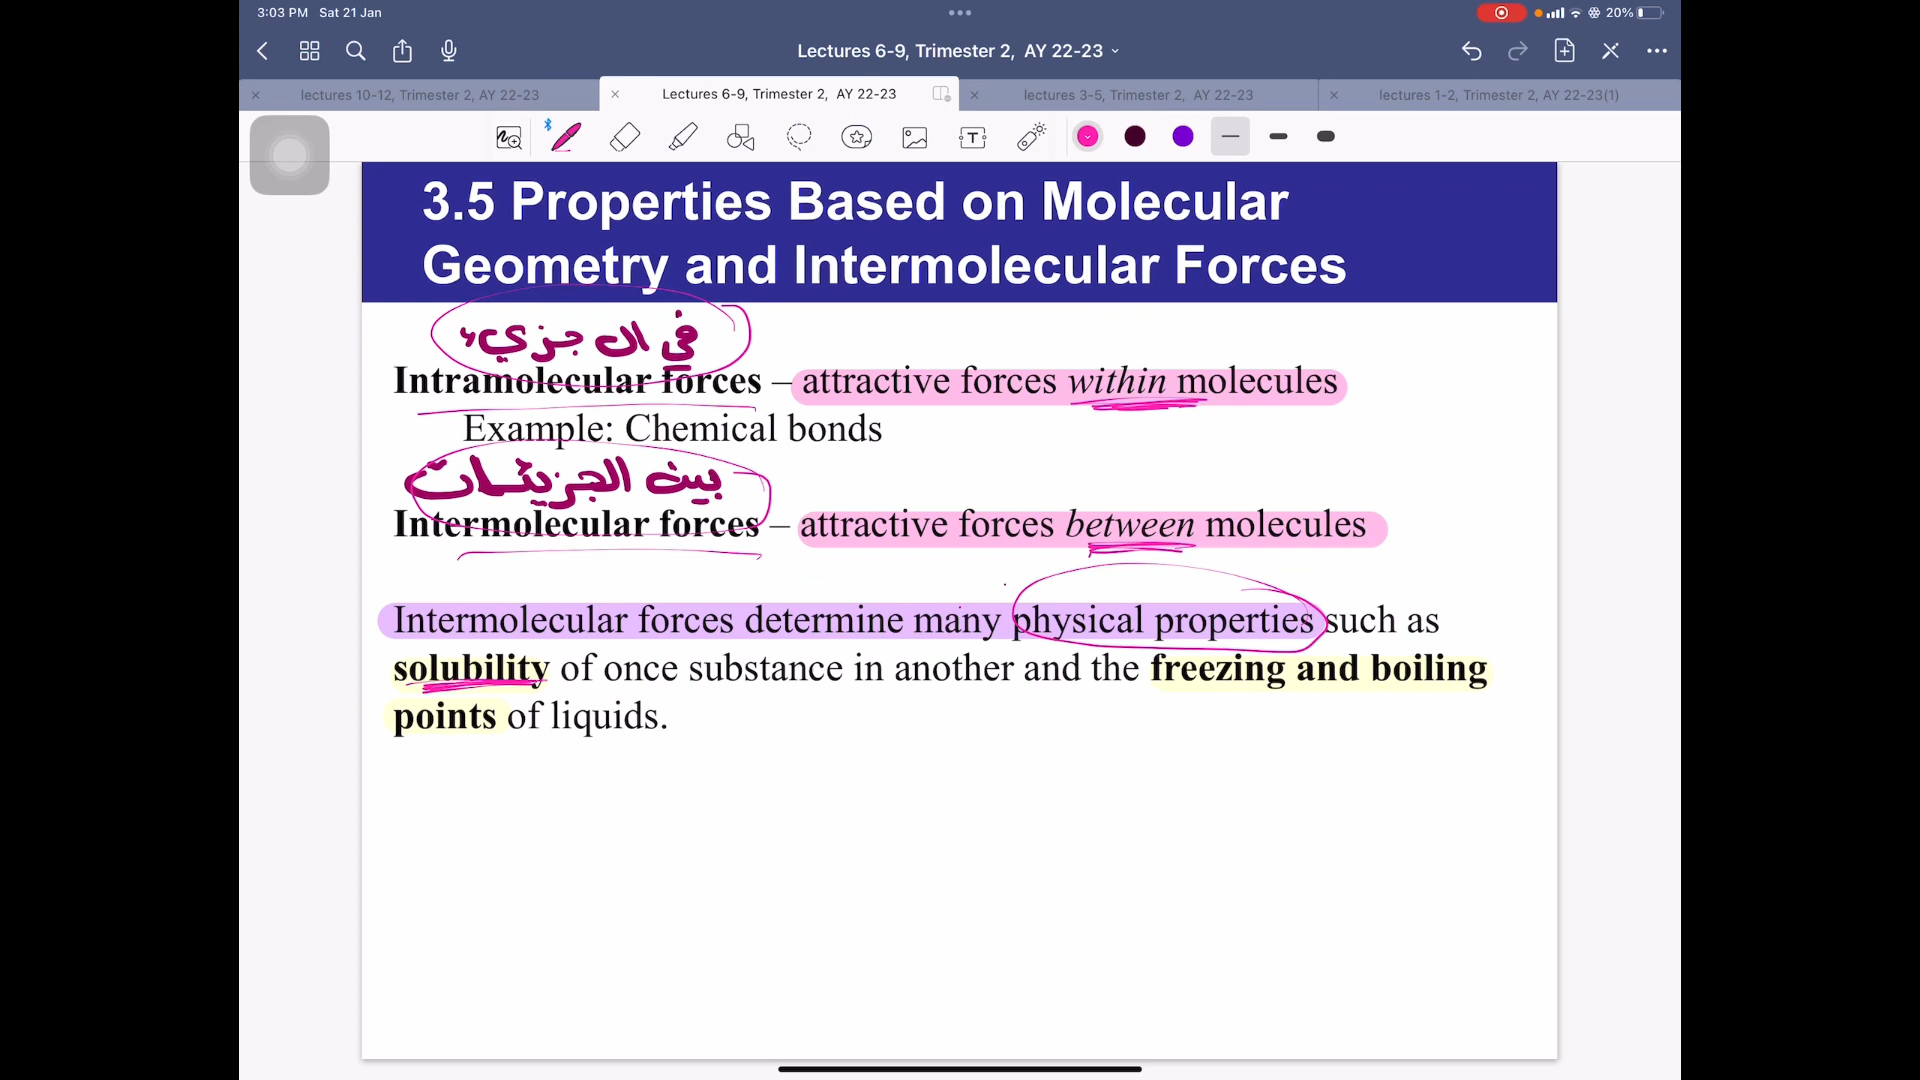 3:03 PM Sat 21 Jan
20%
Lectures 6-9, Trimester 2, AY 22-23
lectures 10-12, Trimester 2, AY 22-23
Lectures 6-9, Trimester 2, AY 22-23
lectures 3-5, Trimester 2, AY 22-23
lectures 1-2, Trimester 2, AY 22-23(1)
3.5 Properties Based on Molecular
Geometry and Intermolecular Forces
في ال جزيء
Intramolecular forces – attractive forces within molecules
Example: Chemical bonds
بين الجزيئات
Intermolecular forces – attractive forces between molecules
Intermolecular forces determine many physical properties such as
solubility of once substance in another and the freezing and boiling
points of liquids.